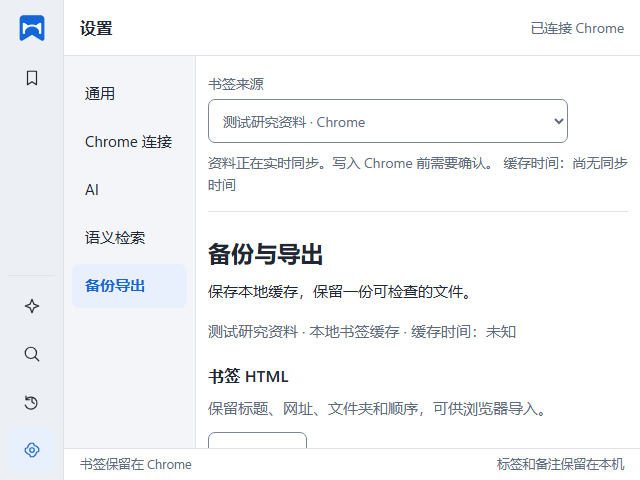 设置
已连接 Chrome
通用
Chrome 连接
AI
语义检索
备份导出
书签来源
测试研究资料 · Chrome
资料正在实时同步。写入 Chrome 前需要确认。 缓存时间：尚无同步
时间
备份与导出
保存本地缓存，保留一份可检查的文件。
测试研究资料 · 本地书签缓存 · 缓存时间：未知
书签 HTML
保留标题、网址、文件夹和顺序，可供浏览器导入。
书签保留在 Chrome
标签和备注保留在本机